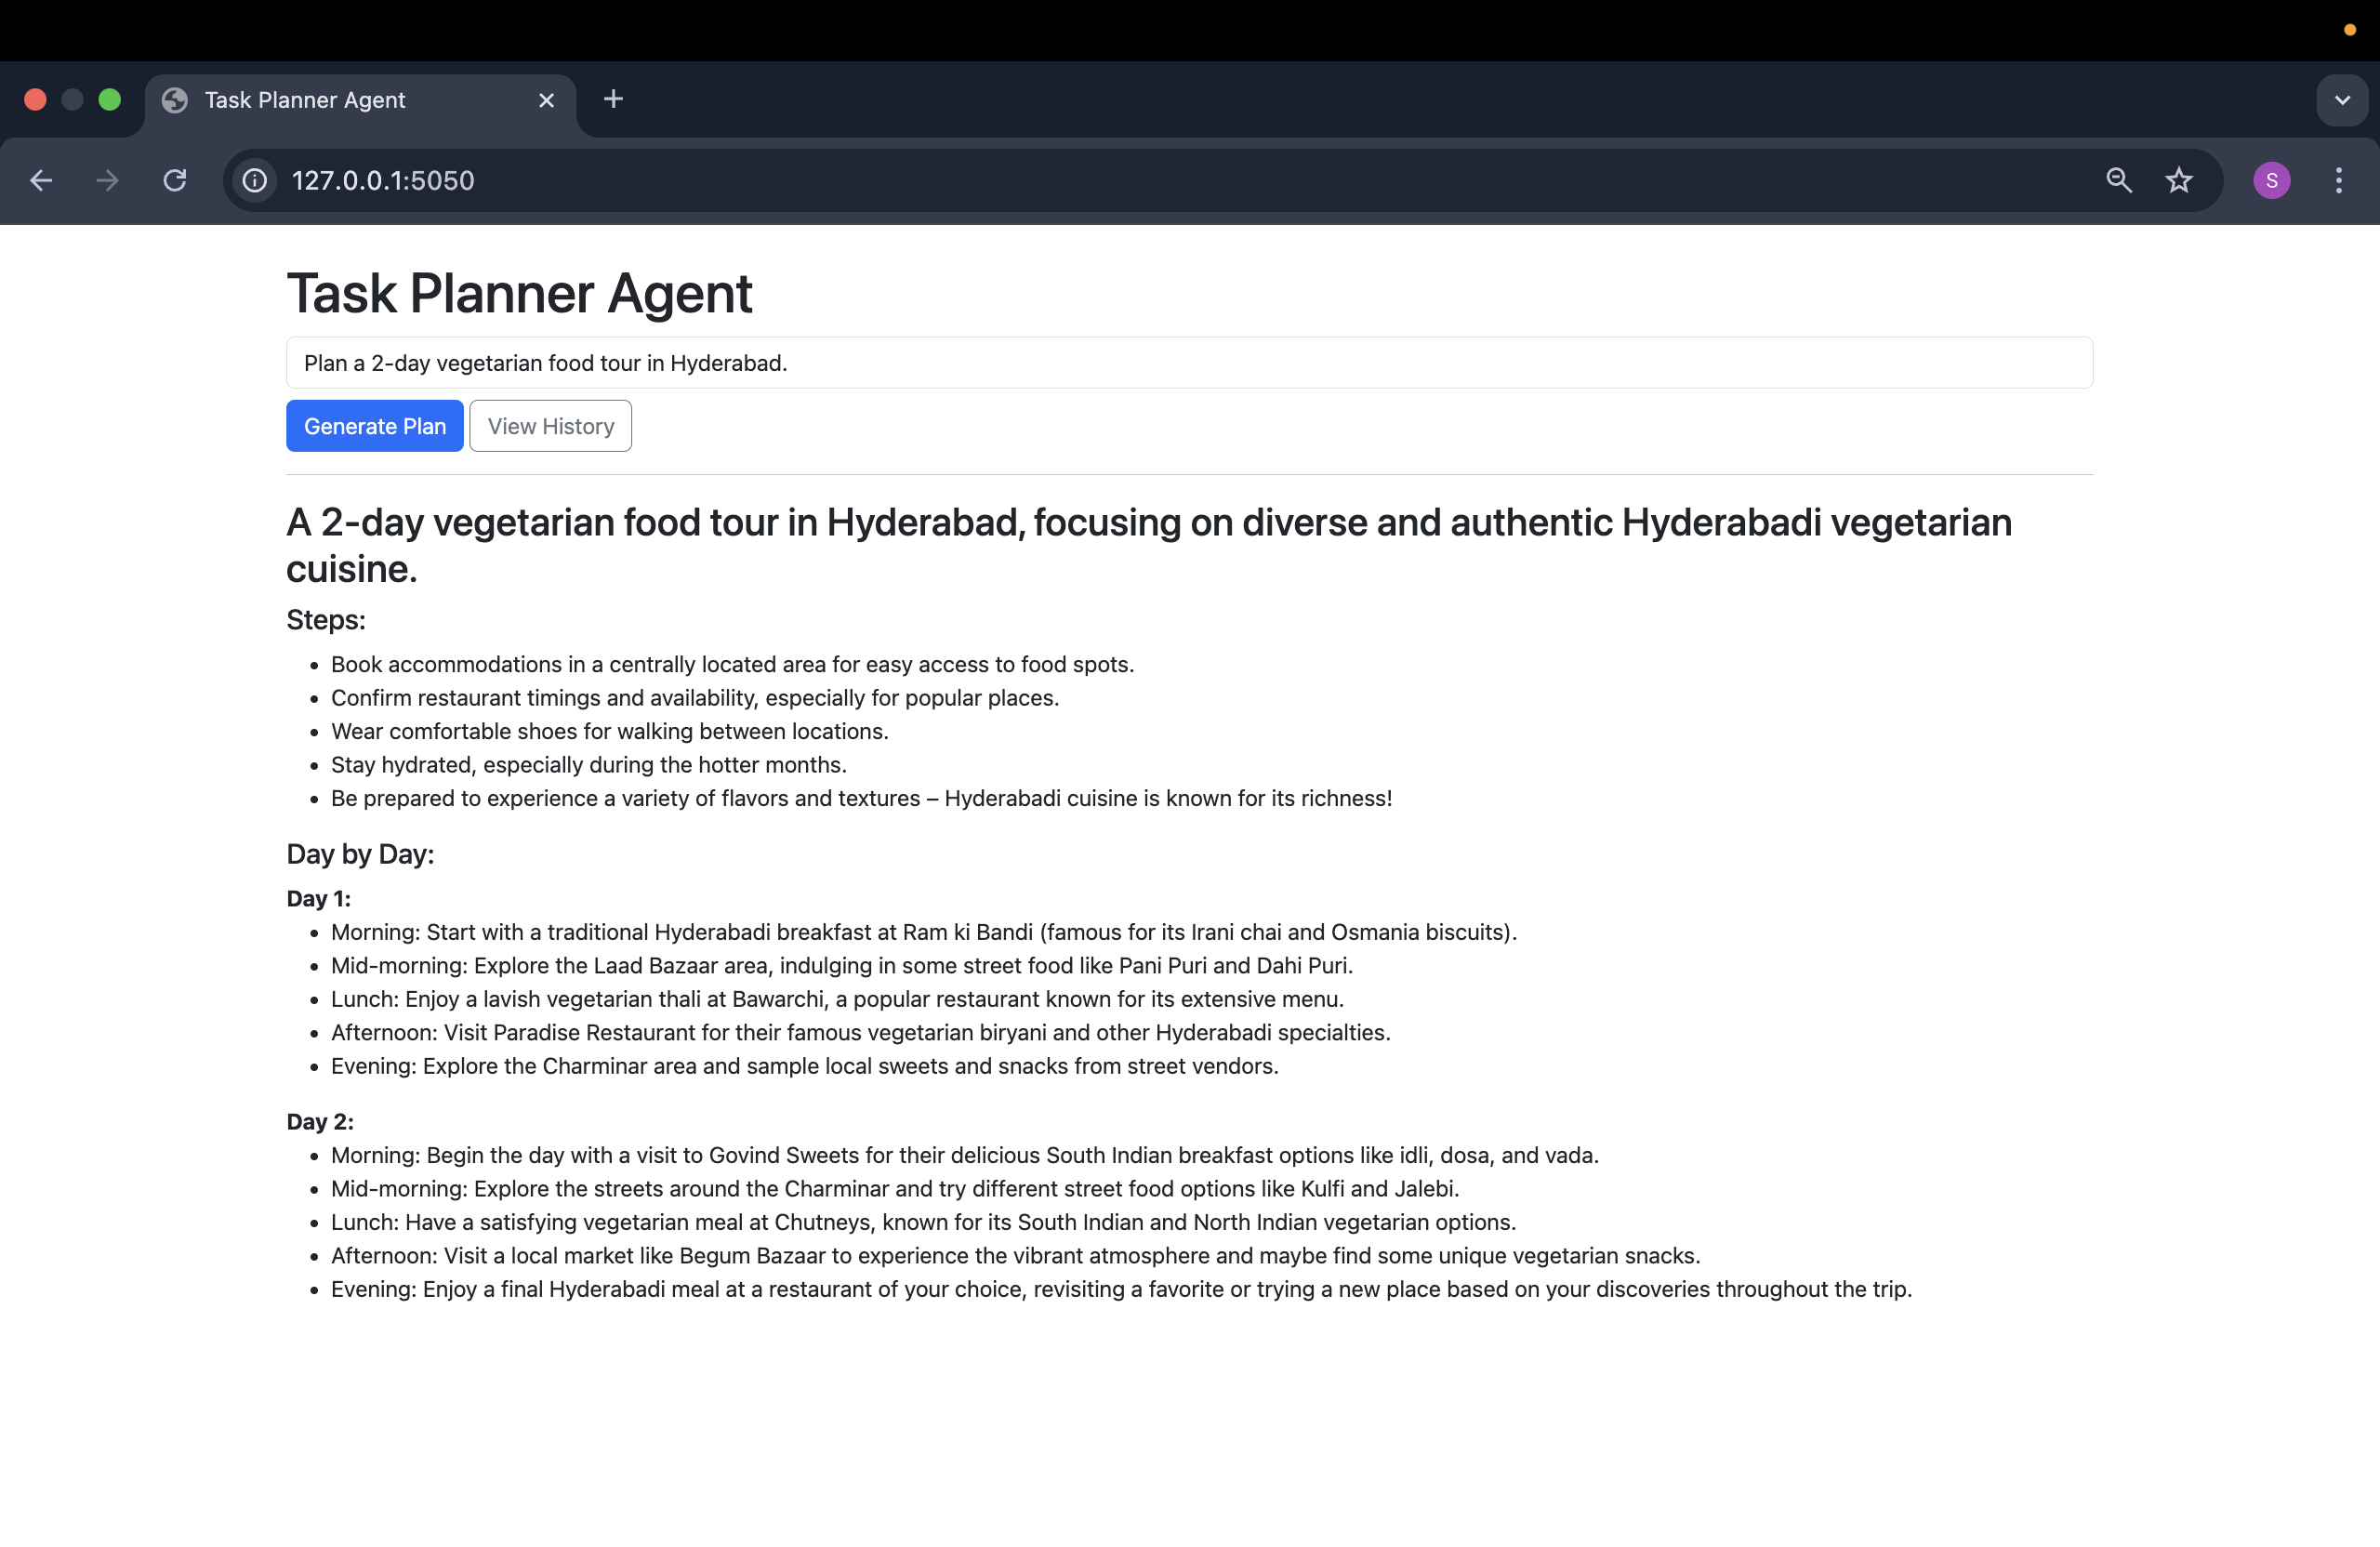 Task Planner Agent
127.0.0.1:5050
S
Task Planner Agent
Plan a 2-day vegetarian food tour in Hyderabad.
Generate Plan View History
A 2-day vegetarian food tour in Hyderabad, focusing on diverse and authentic Hyderabadi vegetarian
cuisine.
Steps:
• Book accommodations in a centrally located area for easy access to food spots.
• Confirm restaurant timings and availability, especially for popular places.
• Wear comfortable shoes for walking between locations.
• Stay hydrated, especially during the hotter months.
• Be prepared to experience a variety of flavors and textures – Hyderabadi cuisine is known for its richness!
Day by Day:
Day 1:
• Morning: Start with a traditional Hyderabadi breakfast at Ram ki Bandi (famous for its Irani chai and Osmania biscuits).
• Mid-morning: Explore the Laad Bazaar area, indulging in some street food like Pani Puri and Dahi Puri.
• Lunch: Enjoy a lavish vegetarian thali at Bawarchi, a popular restaurant known for its extensive menu.
• Afternoon: Visit Paradise Restaurant for their famous vegetarian biryani and other Hyderabadi specialties.
• Evening: Explore the Charminar area and sample local sweets and snacks from street vendors.
Day 2:
• Morning: Begin the day with a visit to Govind Sweets for their delicious South Indian breakfast options like idli, dosa, and vada.
• Mid-morning: Explore the streets around the Charminar and try different street food options like Kulfi and Jalebi.
• Lunch: Have a satisfying vegetarian meal at Chutneys, known for its South Indian and North Indian vegetarian options.
• Afternoon: Visit a local market like Begum Bazaar to experience the vibrant atmosphere and maybe find some unique vegetarian snacks.
• Evening: Enjoy a final Hyderabadi meal at a restaurant of your choice, revisiting a favorite or trying a new place based on your discoveries throughout the trip.